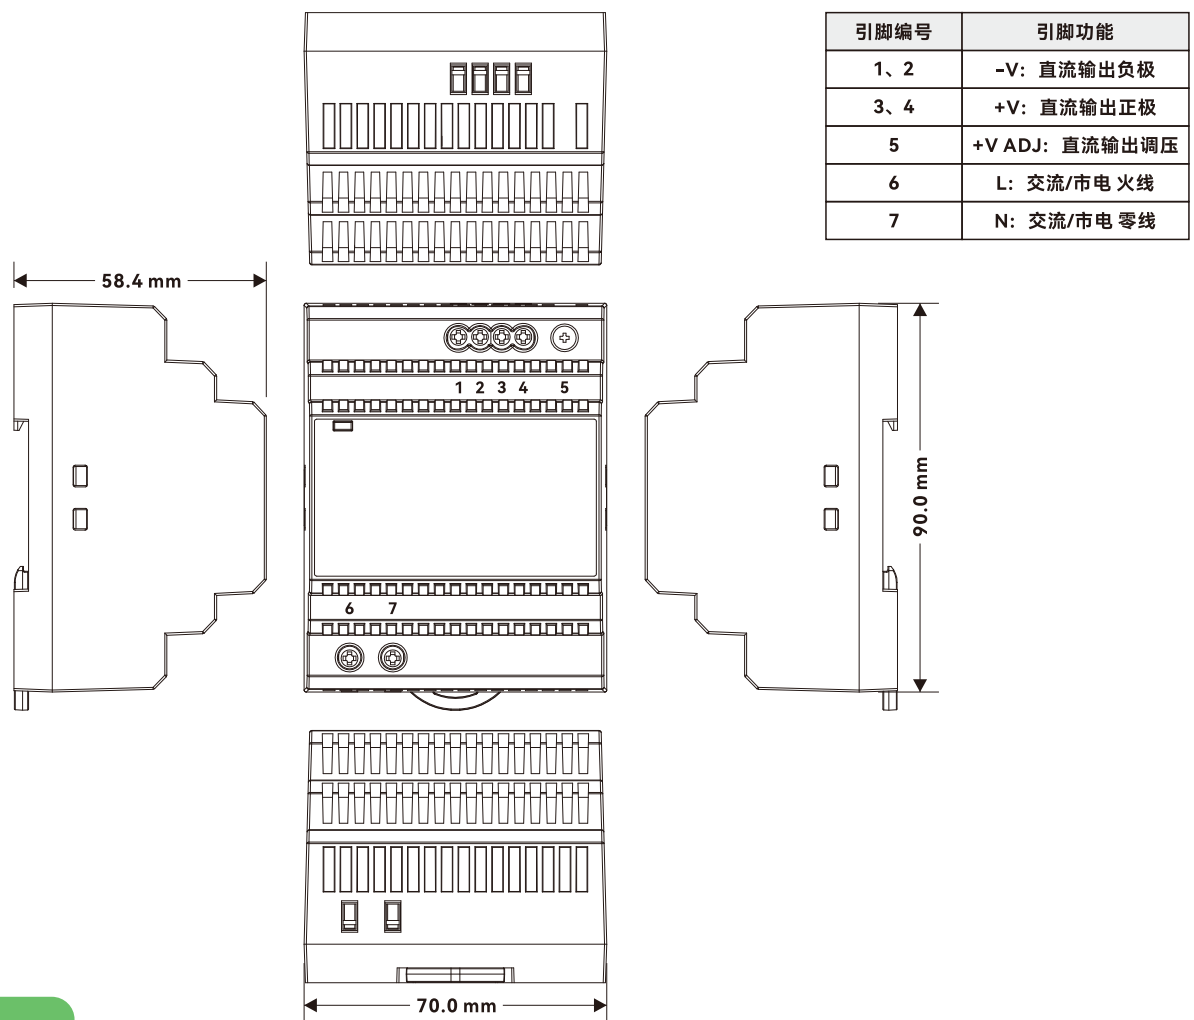 引脚编号 引脚功能
1、2 -V：直流输出负极
3、4 +V：直流输出正极
5 +V ADJ：直流输出调压
6 L：交流/市电 火线
7 N：交流/市电 零线
58.4 mm
1 2 3 4 5
90.0 mm
6 7
70.0 mm